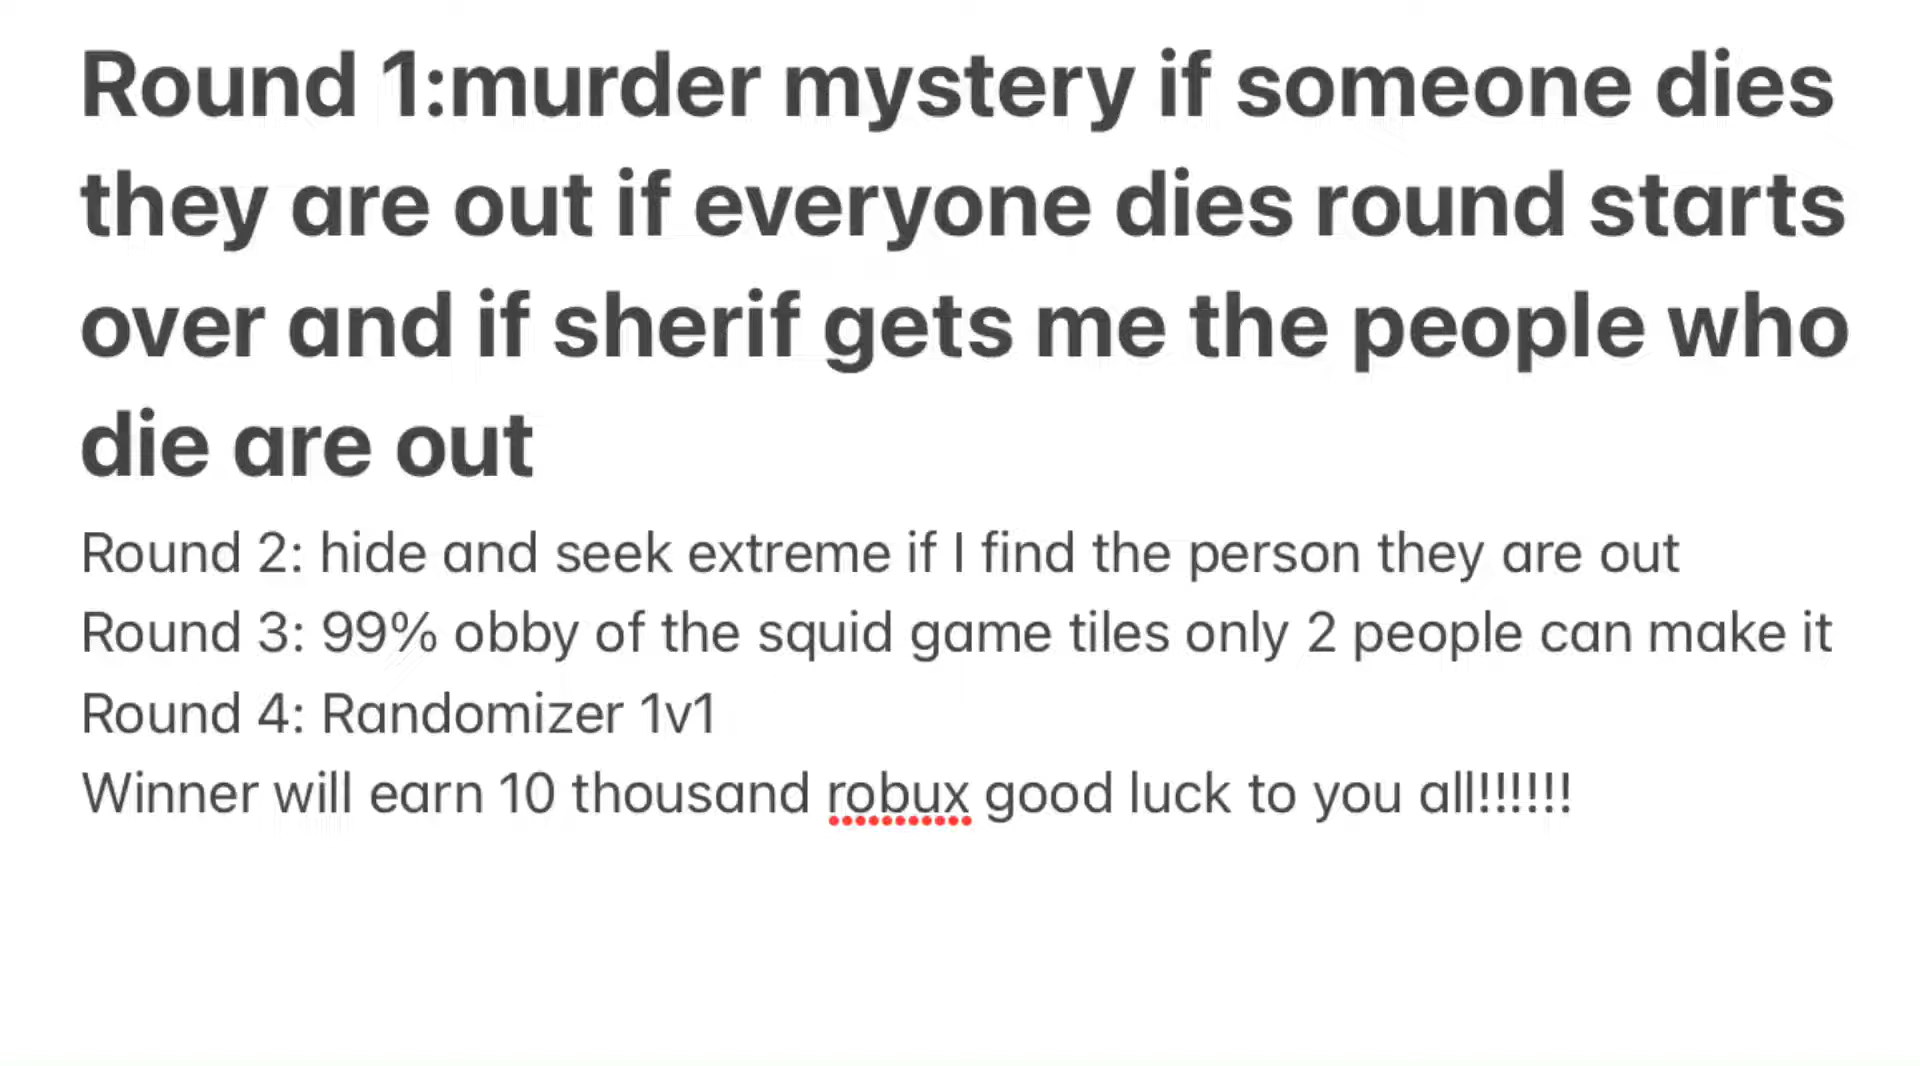 Round 1:murder mystery if someone dies
they are out if everyone dies round starts
over and if sherif gets me the people who
die are out
Round 2: hide and seek extreme if I find the person they are out
Round 3: 99% obby of the squid game tiles only 2 people can make it
Round 4: Randomizer 1v1
Winner will earn 10 thousand robux good luck to you all!!!!!!